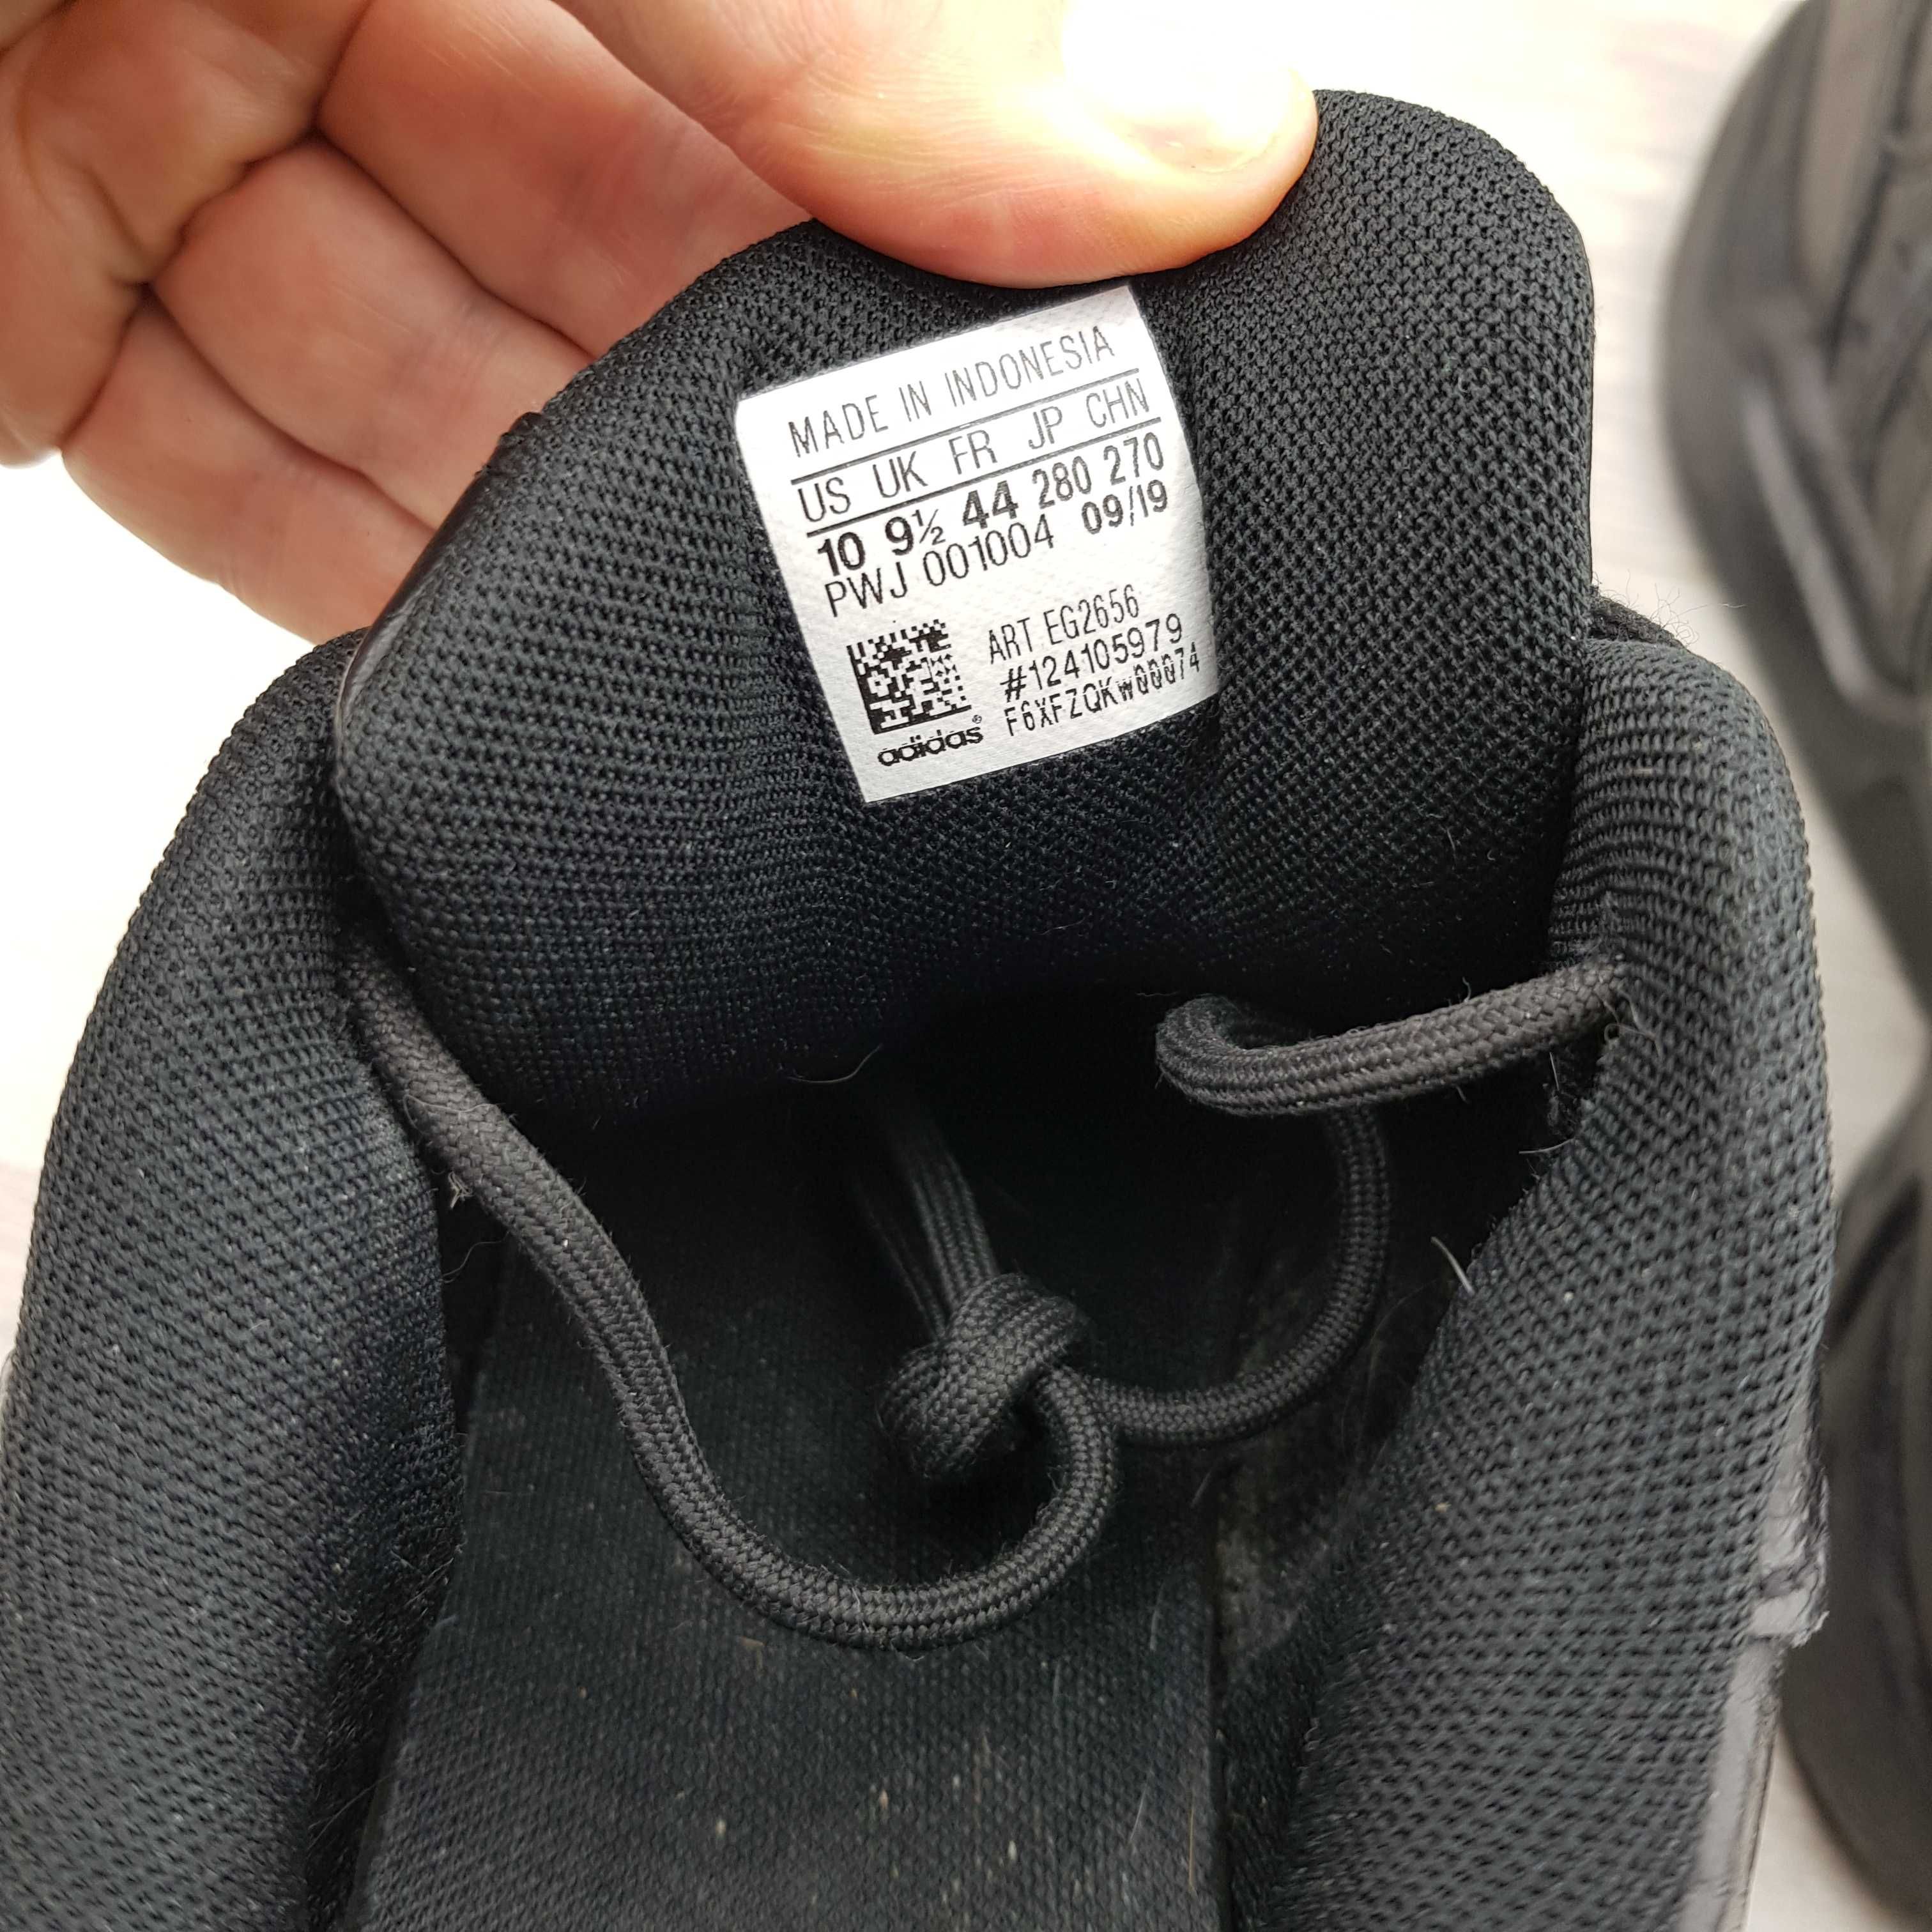 MADE IN INDONESIA
US UK FR JP CHN
10 9½ 44 280 270
PWJ 001004 09/19
ART EG2656
#124105979
F6XFZQKW00074
adidas®